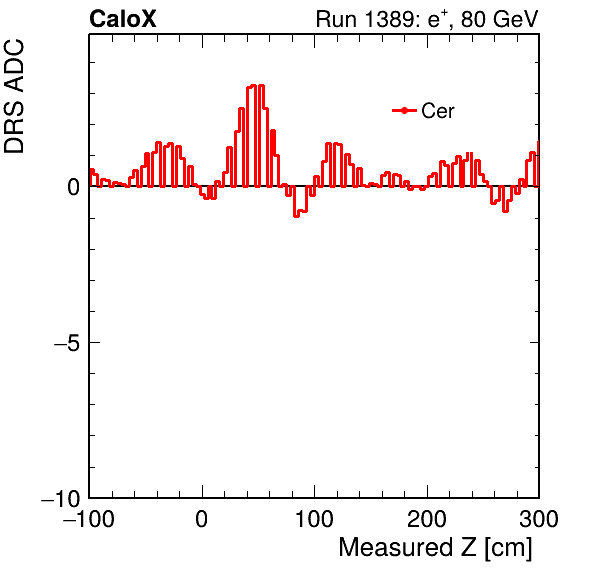 CaloX Run 1389: e⁺, 80 GeV
DRS ADC
Cer
0
−5
−10
−100 0 100 200 300
Measured Z [cm]